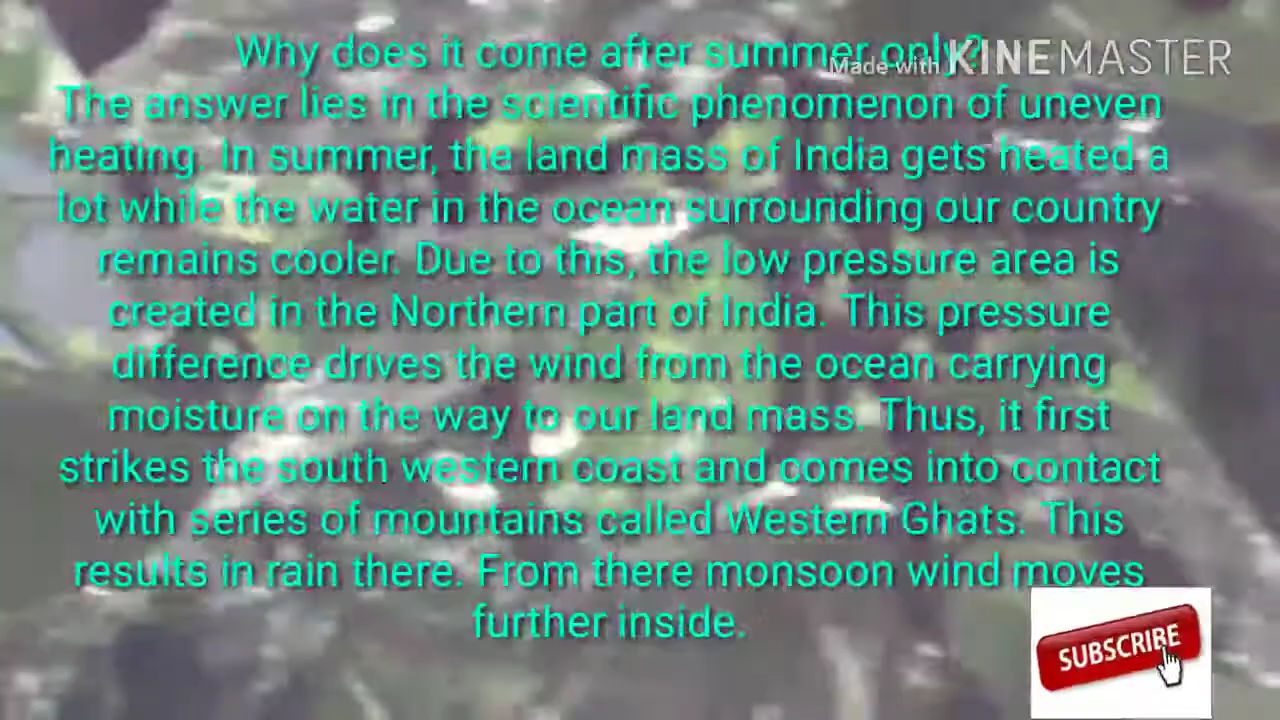 Why does it come after summer only?
Made with KINEMASTER
The answer lies in the scientific phenomenon of uneven
heating. In summer, the land mass of India gets heated a
lot while the water in the ocean surrounding our country
remains cooler. Due to this, the low pressure area is
created in the Northern part of India. This pressure
difference drives the wind from the ocean carrying
moisture on the way to our land mass. Thus, it first
strikes the south western coast and comes into contact
with series of mountains called Western Ghats. This
results in rain there. From there monsoon wind moves
further inside.
SUBSCRIBE